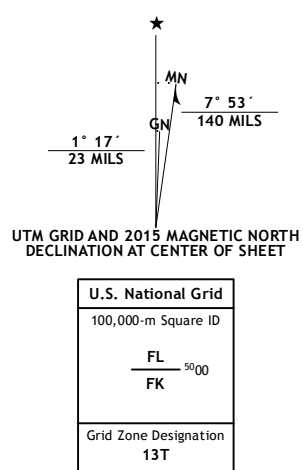 ★
MN
GN
7° 53´
140 MILS
1° 17´
23 MILS
UTM GRID AND 2015 MAGNETIC NORTH
DECLINATION AT CENTER OF SHEET
U.S. National Grid
100,000-m Square ID
FL
5000
FK
Grid Zone Designation
13T